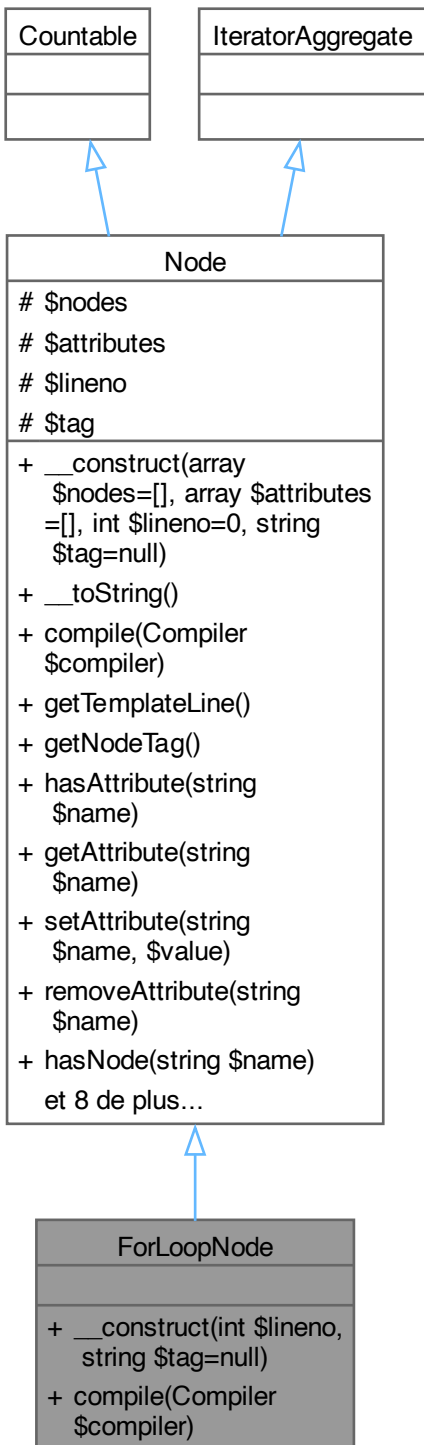 Countable
IteratorAggregate
Node
# $nodes
# $attributes
# $lineno
# $tag
+ __construct(array
$nodes=[], array $attributes
=[], int $lineno=0, string
$tag=null)
+ __toString()
+ compile(Compiler
$compiler)
+ getTemplateLine()
+ getNodeTag()
+ hasAttribute(string
$name)
+ getAttribute(string
$name)
+ setAttribute(string
$name, $value)
+ removeAttribute(string
$name)
+ hasNode(string $name)
et 8 de plus...
ForLoopNode
+ __construct(int $lineno,
string $tag=null)
+ compile(Compiler
$compiler)